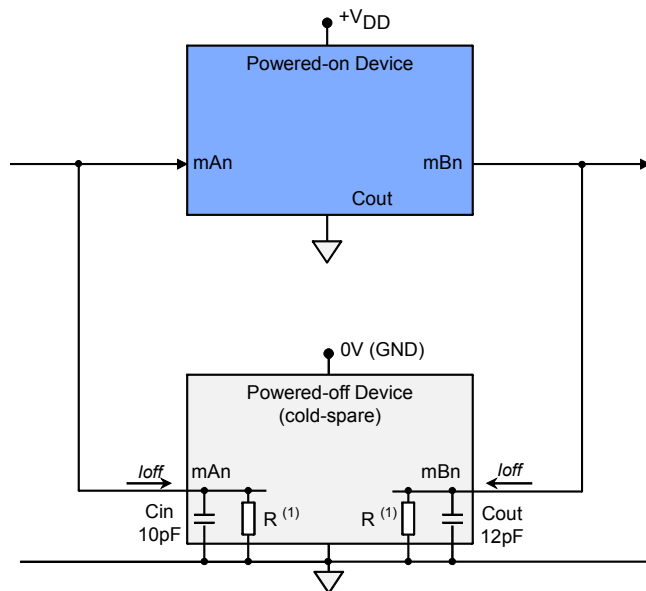 +VDD
Powered-on Device
mAn
mBn
Cout
0V (GND)
Powered-off Device
(cold-spare)
Ioff
mAn
mBn
Ioff
Cin
10pF
R (1)
R (1)
Cout
12pF